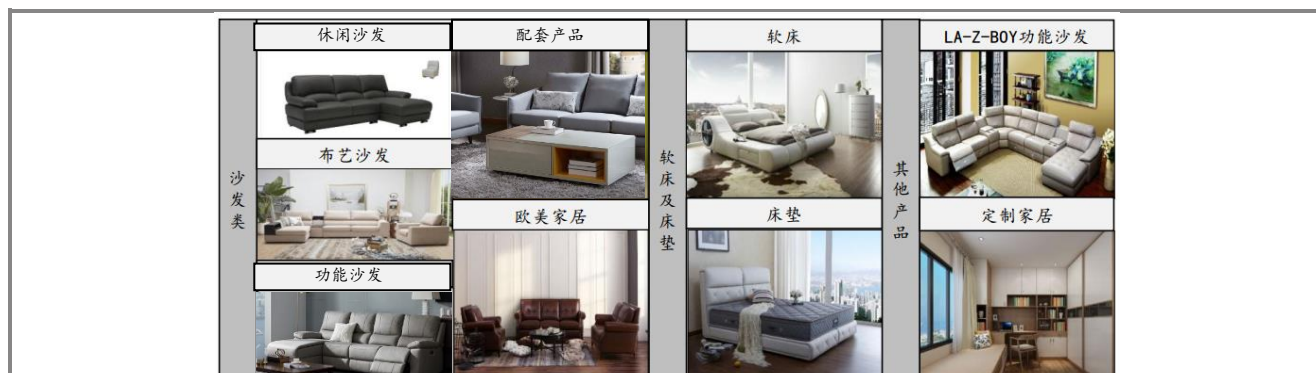 沙发类
休闲沙发
布艺沙发
功能沙发
配套产品
欧美家居
软床及床垫
软床
床垫
其他产品
LA-Z-BOY功能沙发
定制家居